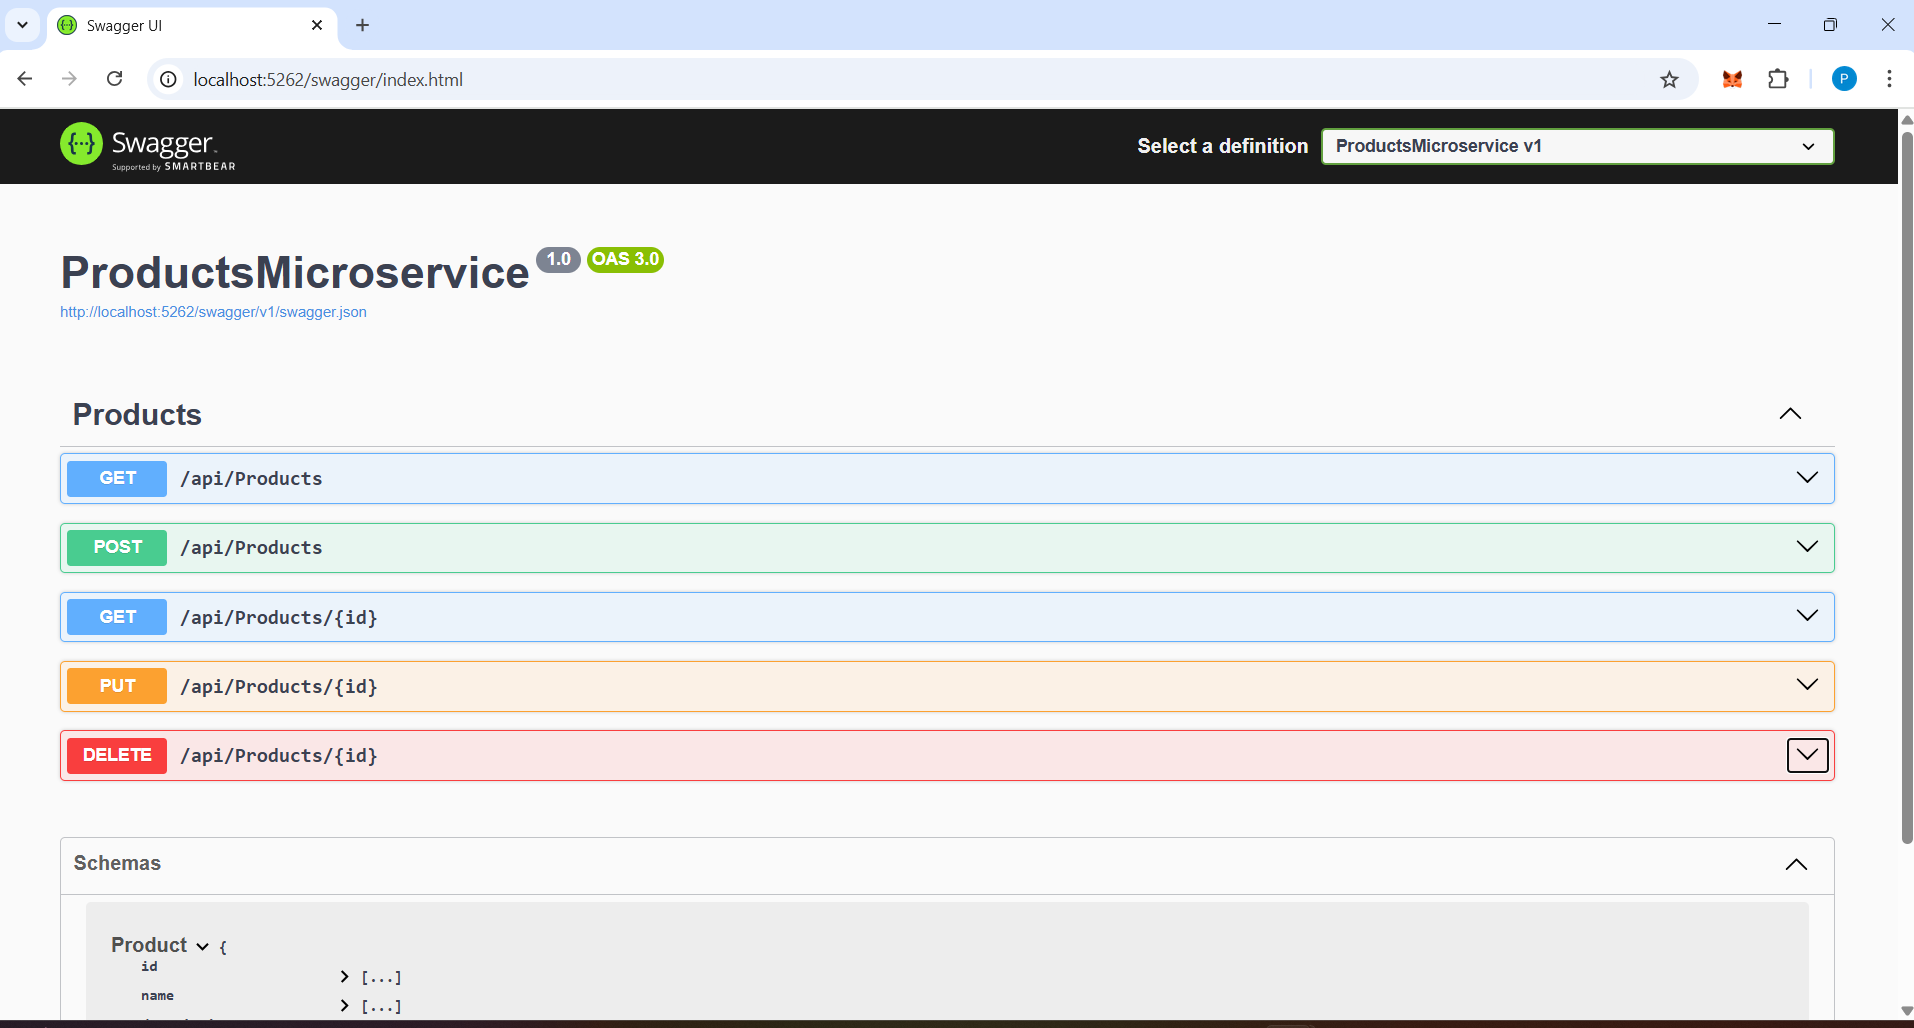 Swagger UI
localhost:5262/swagger/index.html
P
Swagger.
Supported by SMARTBEAR
Select a definition
ProductsMicroservice v1
ProductsMicroservice 1.0 OAS 3.0
http://localhost:5262/swagger/v1/swagger.json
Products
GET /api/Products
POST /api/Products
GET /api/Products/{id}
PUT /api/Products/{id}
DELETE /api/Products/{id}
Schemas
Product {
id [...]
name [...]